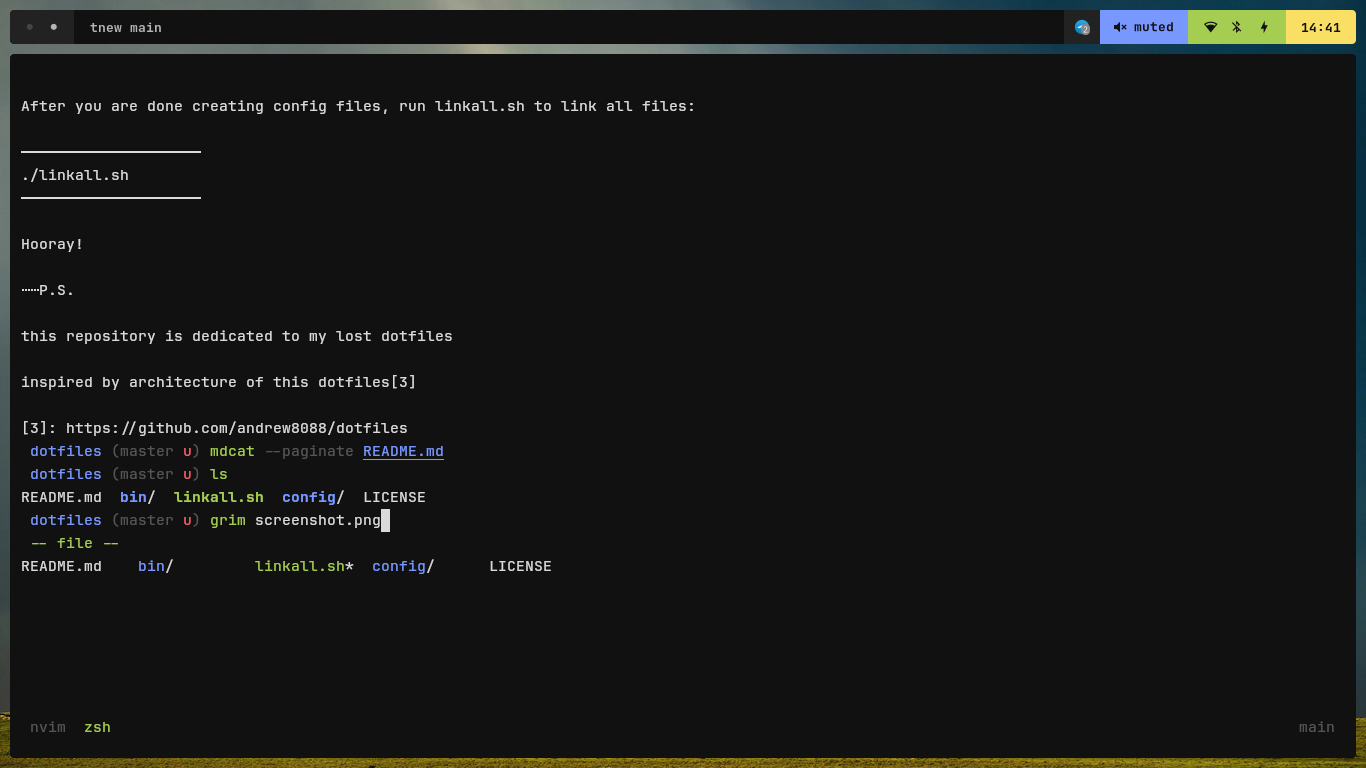 tnew main
2
muted
14:41
After you are done creating config files, run linkall.sh to link all files:
./linkall.sh
Hooray!
┄┄P.S.
this repository is dedicated to my lost dotfiles
inspired by architecture of this dotfiles[3]
[3]: https://github.com/andrew8088/dotfiles
dotfiles (master u) mdcat --paginate README.md
dotfiles (master u) ls
README.md bin/ linkall.sh config/ LICENSE
dotfiles (master u) grim screenshot.png
-- file --
README.md bin/ linkall.sh* config/ LICENSE
nvim zsh main